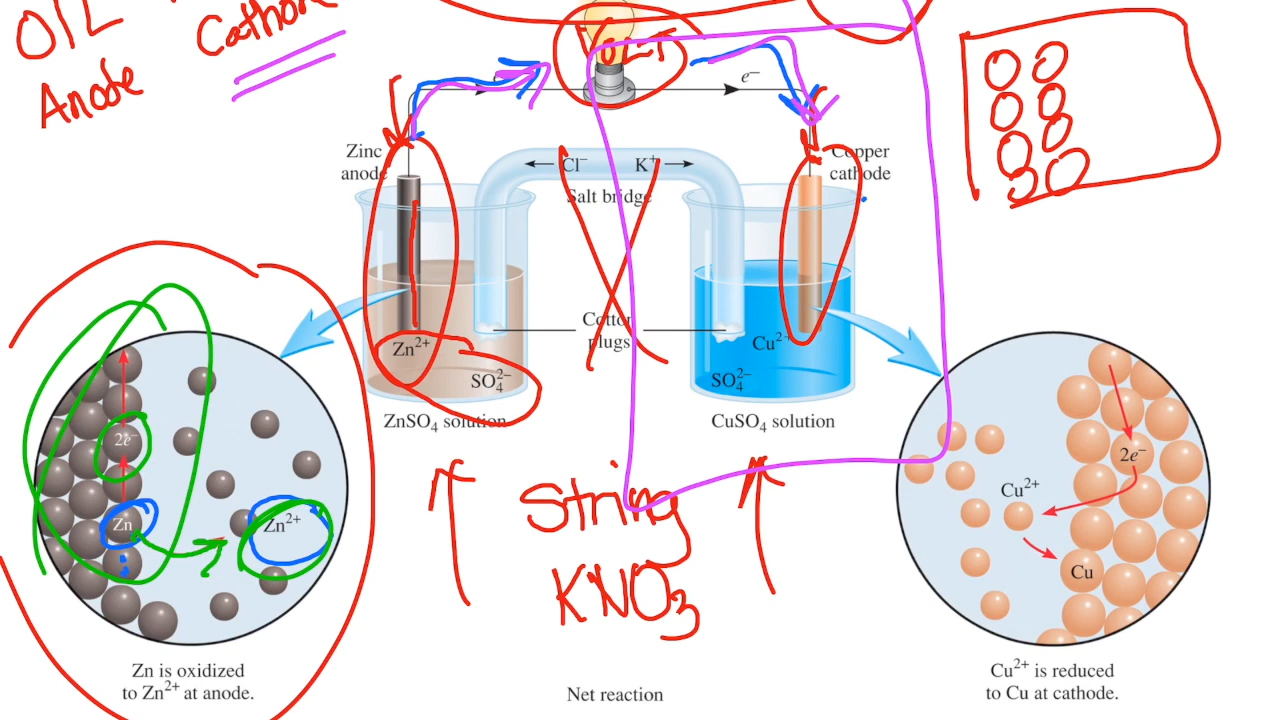 OIL
Cathode
Anode
VOLT
e⁻
Zinc
anode
Cl⁻
K⁺
Salt bridge
Copper
cathode
Cotton
plugs
Zn²⁺
SO₄²⁻
Cu²⁺
SO₄²⁻
ZnSO₄ solution
CuSO₄ solution
2e⁻
Zn
Zn²⁺
String
KNO₃
2e⁻
Cu²⁺
Cu
Zn is oxidized
to Zn²⁺ at anode.
Net reaction
Cu²⁺ is reduced
to Cu at cathode.